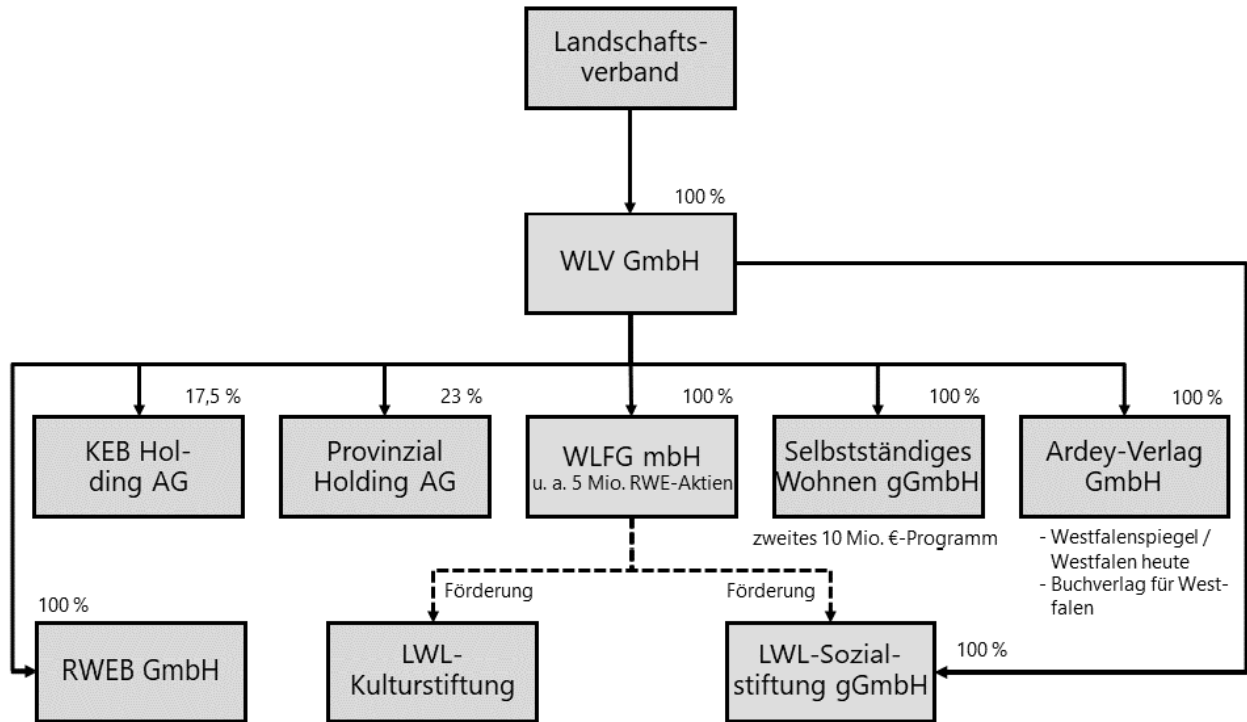 Landschafts-
verband
100 %
WLV GmbH
17,5 %
KEB Hol-
ding AG
23 %
Provinzial
Holding AG
100 %
WLFG mbH
u. a. 5 Mio. RWE-Aktien
100 %
Selbstständiges
Wohnen gGmbH
zweites 10 Mio. €-Programm
100 %
Ardey-Verlag
GmbH
- Westfalenspiegel /
Westfalen heute
- Buchverlag für West-
falen
Förderung
Förderung
100 %
RWEB GmbH
LWL-
Kulturstiftung
LWL-Sozial-
stiftung gGmbH
100 %